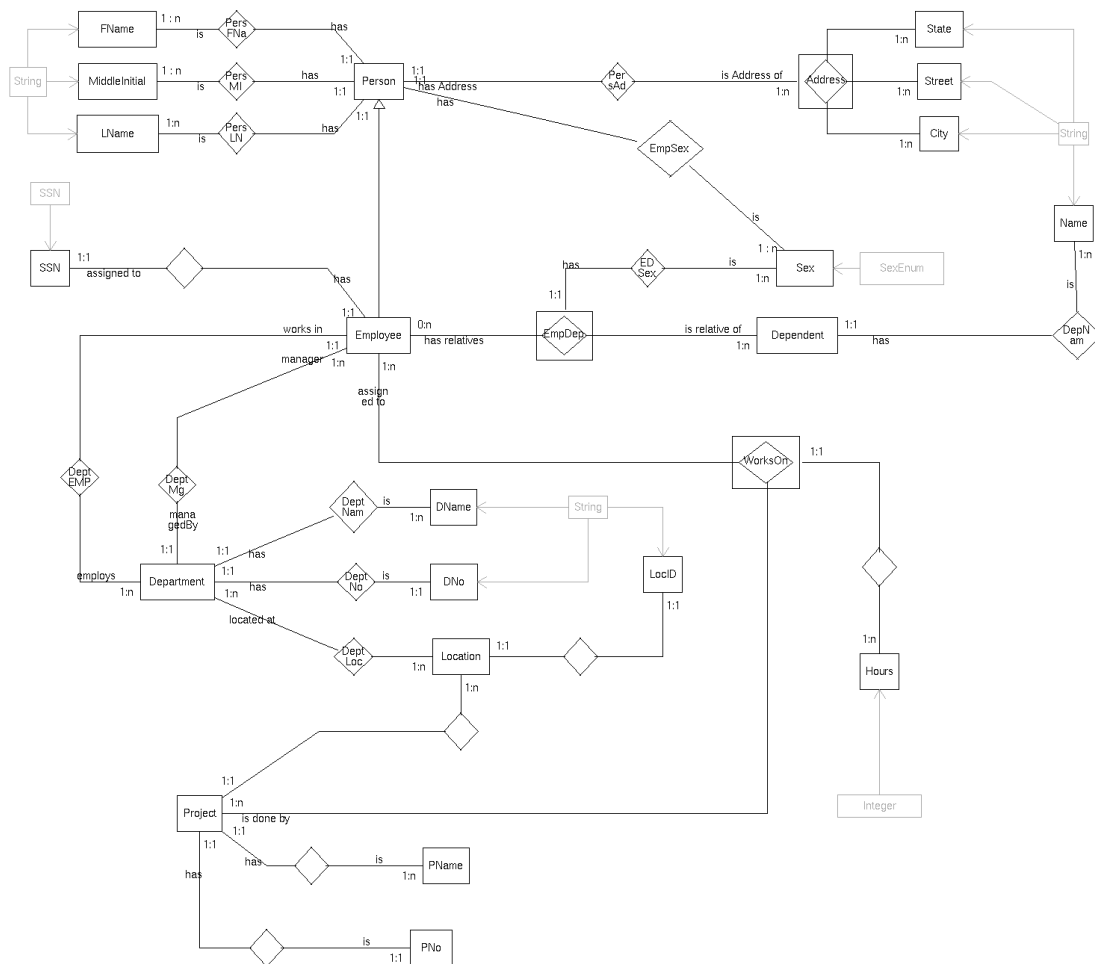 FName
1 : n
is
Pers
FNa
has
1:1
State
1:n
String
MiddleInitial
1 : n
is
Pers
MI
has
1:1
Person
1:1
1:1
has Address
has
Per
sAd
is Address of
1:n
Address
1:n
Street
LName
1:n
is
Pers
LN
has
1:1
EmpSex
1:n
City
String
SSN
is
Name
1:n
SSN
1:1
assigned to
has
1:1
has
ED
Sex
is
1 : n
1:n
Sex
SexEnum
is
1:1
works in
1:1
Employee
0:n
has relatives
EmpDep
is relative of
1:n
Dependent
1:1
has
DepN
am
manager
1:n
1:n
assign
ed to
Dept
EMP
Dept
Mg
mana
gedBy
WorksOn
1:1
1:1
Dept
Nam
is
1:n
DName
String
employs
1:n
Department
1:1
has
1:1
has
Dept
No
is
1:1
DNo
LocID
1:1
1:n
located at
Dept
Loc
1:n
Location
1:1
1:n
1:n
Hours
1:1
Integer
Project
1:n
is done by
1:1
1:1
has
has
is
1:n
PName
is
1:1
PNo